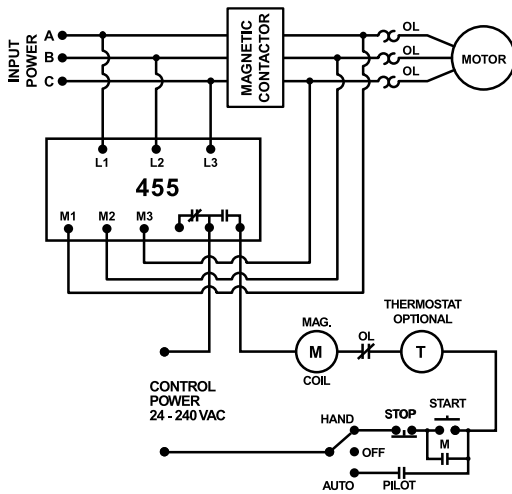 INPUT
POWER
A
B
C
MAGNETIC
CONTACTOR
OL
OL
OL
MOTOR
L1 L2 L3
455
M1 M2 M3
MAG.
M
COIL
OL
THERMOSTAT
OPTIONAL
T
CONTROL
POWER
24 - 240 VAC
HAND
OFF
AUTO
STOP
START
M
PILOT